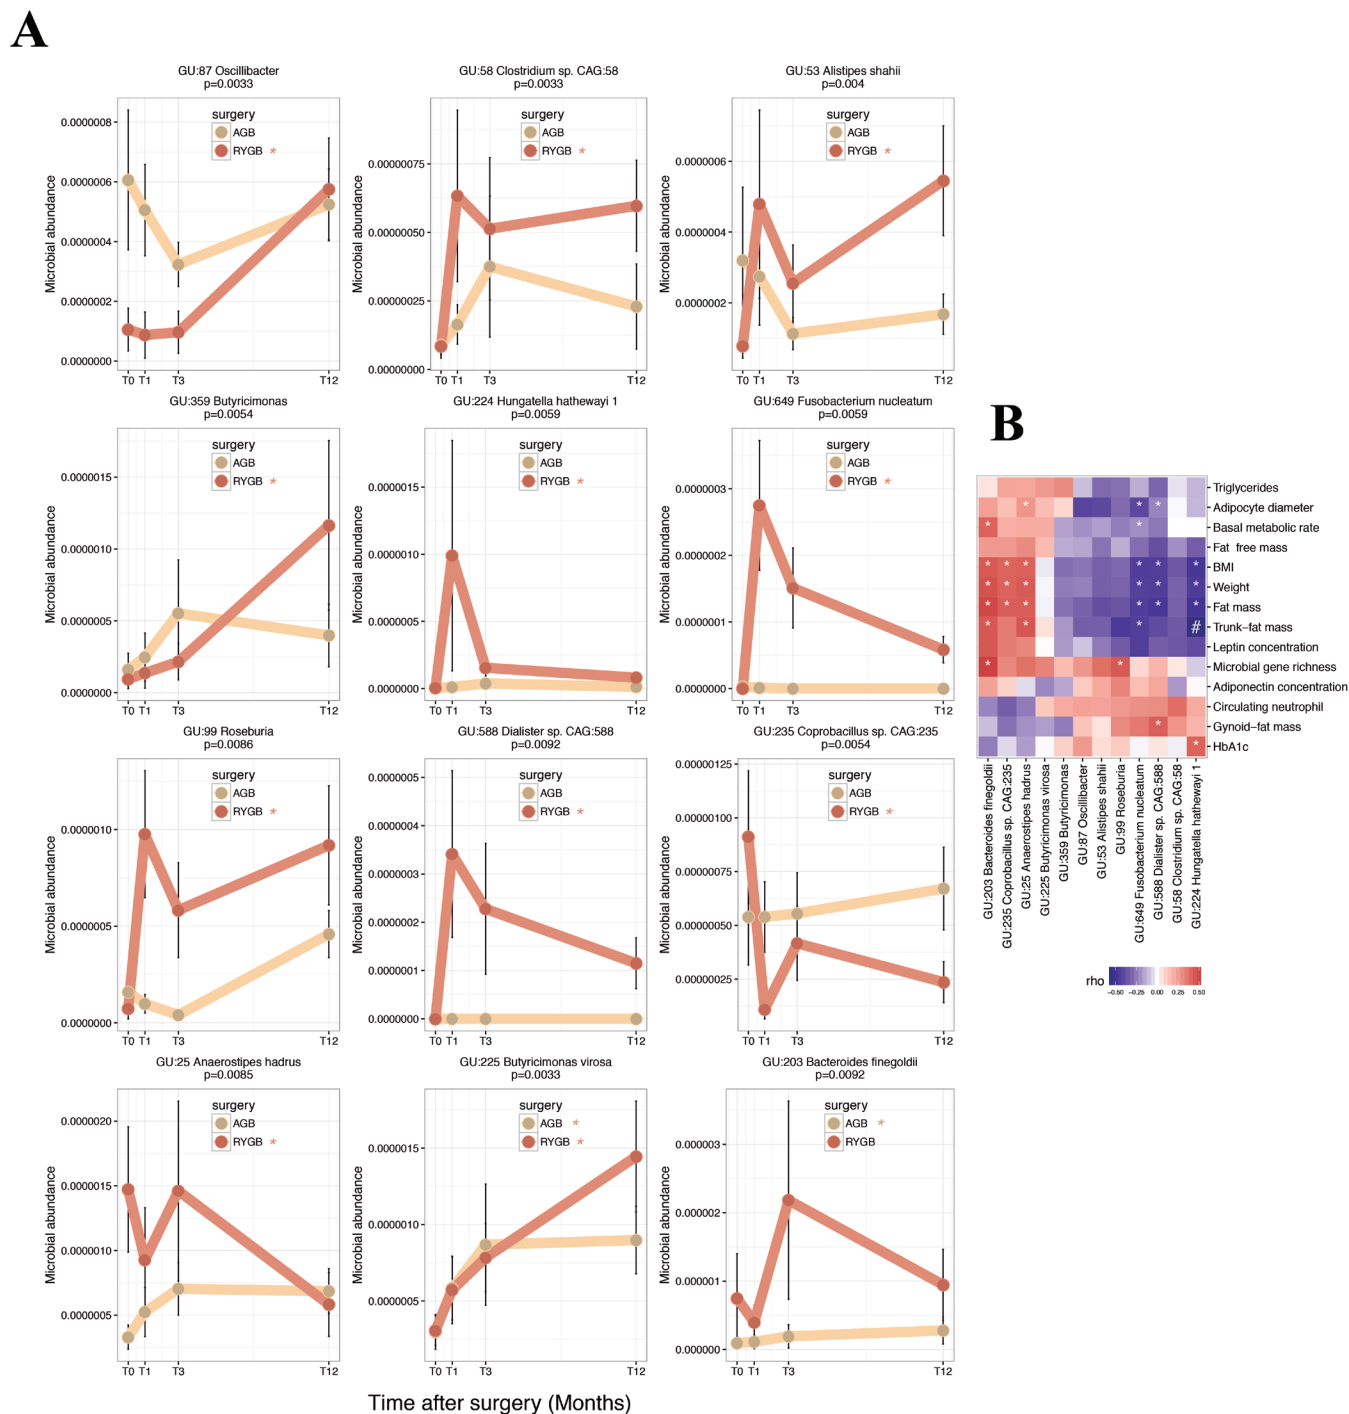 A
GU:87 Oscillibacter
p=0.0033
Microbial abundance
0.0000008
0.0000006
0.0000004
0.0000002
0.0000000
surgery
AGB
RYGB *
T0 T1 T3 T12
GU:58 Clostridium sp. CAG:58
p=0.0033
Microbial abundance
0.00000075
0.00000050
0.00000025
0.00000000
surgery
AGB
RYGB *
T0 T1 T3 T12
GU:53 Alistipes shahii
p=0.004
Microbial abundance
0.0000006
0.0000004
0.0000002
surgery
AGB
RYGB *
T0 T1 T3 T12
GU:359 Butyricimonas
p=0.0054
Microbial abundance
0.0000015
0.0000010
0.0000005
0.0000000
surgery
AGB
RYGB *
T0 T1 T3 T12
GU:224 Hungatella hathewayi 1
p=0.0059
Microbial abundance
0.0000015
0.0000010
0.0000005
0.0000000
surgery
AGB
RYGB *
T0 T1 T3 T12
GU:649 Fusobacterium nucleatum
p=0.0059
Microbial abundance
0.0000003
0.0000002
0.0000001
0.0000000
surgery
AGB
RYGB *
T0 T1 T3 T12
GU:99 Roseburia
p=0.0086
Microbial abundance
0.0000010
0.0000005
0.0000000
surgery
AGB
RYGB *
T0 T1 T3 T12
GU:588 Dialister sp. CAG:588
p=0.0092
Microbial abundance
0.0000005
0.0000004
0.0000003
0.0000002
0.0000001
0.0000000
surgery
AGB
RYGB *
T0 T1 T3 T12
GU:235 Coprobacillus sp. CAG:235
p=0.0054
Microbial abundance
0.00000125
0.00000100
0.00000075
0.00000050
0.00000025
surgery
AGB
RYGB *
T0 T1 T3 T12
GU:25 Anaerostipes hadrus
p=0.0085
Microbial abundance
0.0000020
0.0000015
0.0000010
0.0000005
surgery
AGB
RYGB *
T0 T1 T3 T12
GU:225 Butyricimonas virosa
p=0.0033
Microbial abundance
0.0000015
0.0000010
0.0000005
surgery
AGB *
RYGB *
T0 T1 T3 T12
GU:203 Bacteroides finegoldii
p=0.0092
Microbial abundance
0.000003
0.000002
0.000001
0.000000
surgery
AGB *
RYGB
T0 T1 T3 T12
Time after surgery (Months)
B
Triglycerides
* * * Adipocyte diameter
* * Basal metabolic rate
Fat free mass
* * * * * * BMI
* * * * * * Weight
* * * * * * Fat mass
* * * # Trunk-fat mass
Leptin concentration
* * Microbial gene richness
Adiponectin concentration
Circulating neutrophil
* Gynoid-fat mass
* HbA1c
GU:203 Bacteroides finegoldii
GU:235 Coprobacillus sp. CAG:235
GU:25 Anaerostipes hadrus
GU:225 Butyricimonas virosa
GU:359 Butyricimonas
GU:87 Oscillibacter
GU:53 Alistipes shahii
GU:99 Roseburia
GU:649 Fusobacterium nucleatum
GU:588 Dialister sp. CAG:588
GU:58 Clostridium sp. CAG:58
GU:224 Hungatella hathewayi 1
rho
-0.50 -0.25 0.00 0.25 0.50